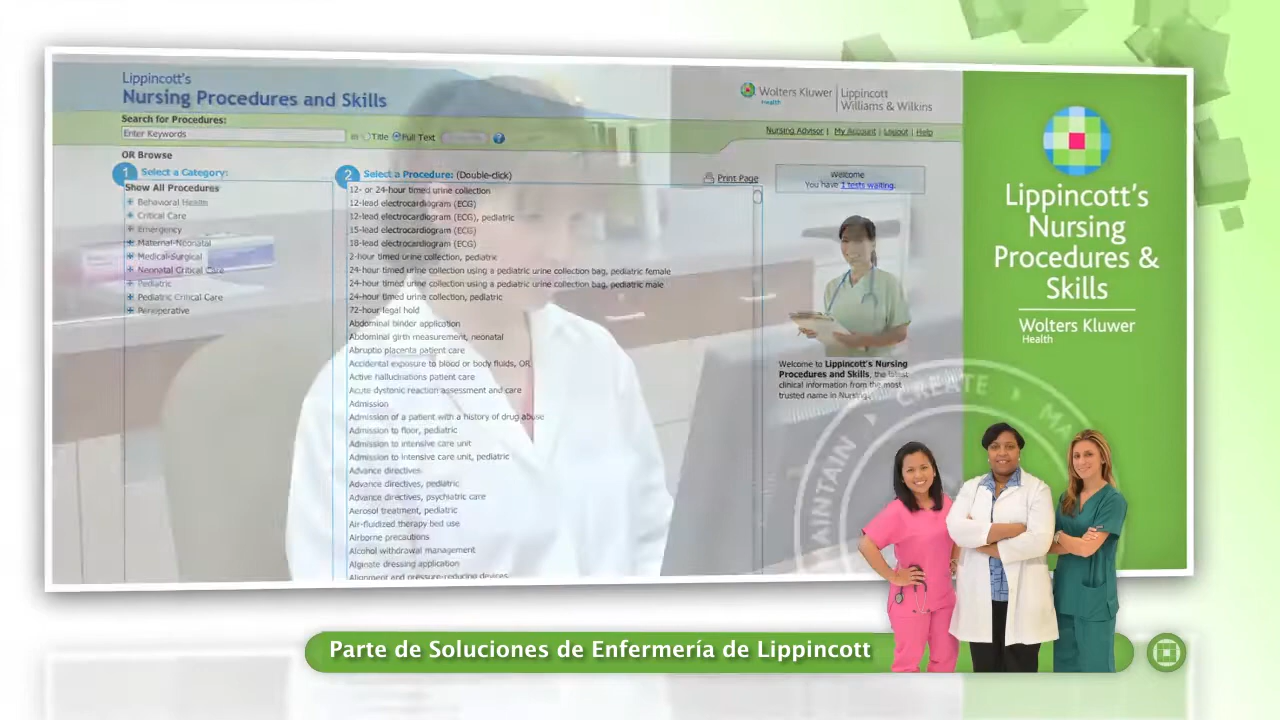 Lippincott's
Nursing Procedures and Skills
Wolters Kluwer
Health
Lippincott
Williams & Wilkins
Search for Procedures:
Enter Keywords
in Title Full Text
Nursing Advisor | My Account | Logout | Help
OR Browse
1 Select a Category:
Show All Procedures
Behavioral Health
Critical Care
Emergency
Maternal-Neonatal
Medical-Surgical
Neonatal Critical Care
Pediatric
Pediatric Critical Care
Perioperative
2 Select a Procedure: (Double-click)
Print Page
12- or 24-hour timed urine collection
12-lead electrocardiogram (ECG)
12-lead electrocardiogram (ECG), pediatric
15-lead electrocardiogram (ECG)
18-lead electrocardiogram (ECG)
2-hour timed urine collection, pediatric
24-hour timed urine collection using a pediatric urine collection bag, pediatric female
24-hour timed urine collection using a pediatric urine collection bag, pediatric male
24-hour timed urine collection, pediatric
72-hour legal hold
Abdominal binder application
Abdominal girth measurement, neonatal
Abruptio placenta patient care
Accidental exposure to blood or body fluids, OR
Active hallucinations patient care
Acute dystonic reaction assessment and care
Admission
Admission of a patient with a history of drug abuse
Admission to floor, pediatric
Admission to intensive care unit
Admission to intensive care unit, pediatric
Advance directives
Advance directives, pediatric
Advance directives, psychiatric care
Aerosol treatment, pediatric
Air-fluidized therapy bed use
Airborne precautions
Alcohol withdrawal management
Alginate dressing application
Alignment and pressure-reducing devices
Welcome
You have 1 tests waiting.
Welcome to Lippincott's Nursing
Procedures and Skills, the latest
clinical information from the most
trusted name in Nursing.
MAINTAIN CREATE
Lippincott's
Nursing
Procedures &
Skills
Wolters Kluwer
Health
Parte de Soluciones de Enfermería de Lippincott